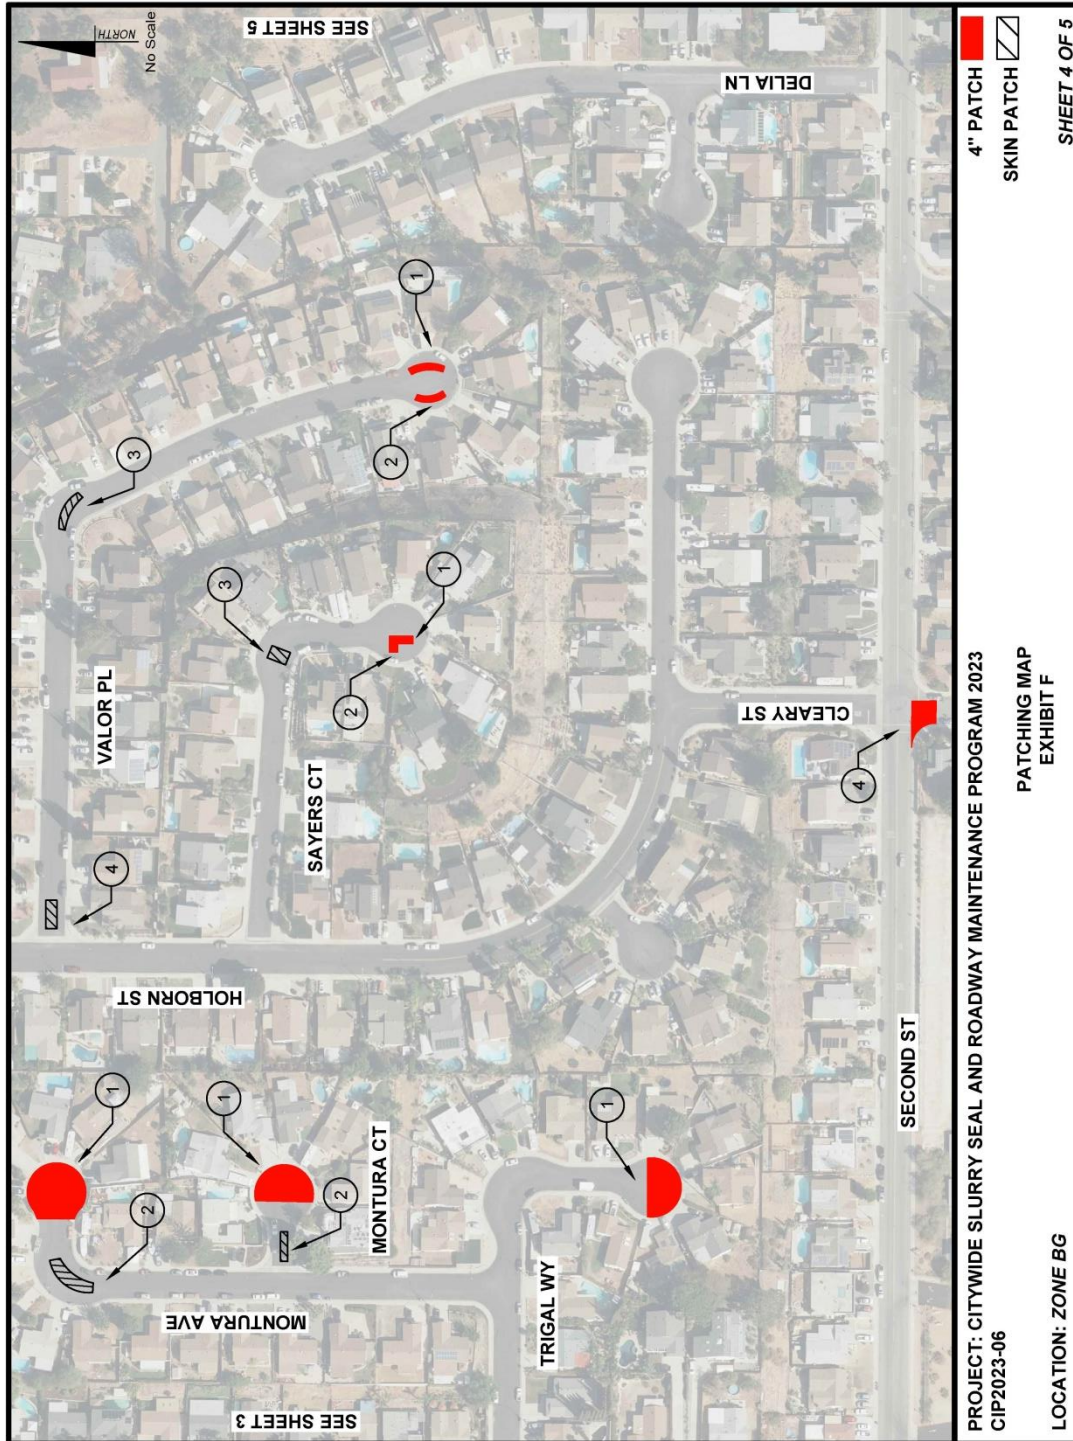 NORTH
No Scale
SEE SHEET 5
DELIA LN
1
2
3
VALOR PL
3
1
2
SAYERS CT
4
CLEARY ST
4
HOLBORN ST
SECOND ST
1
2
1
2
MONTURA CT
1
MONTURA AVE
TRIGAL WY
SEE SHEET 3
4" PATCH
SKIN PATCH
PROJECT: CITYWIDE SLURRY SEAL AND ROADWAY MAINTENANCE PROGRAM 2023
CIP2023-06
PATCHING MAP
EXHIBIT F
LOCATION: ZONE BG
SHEET 4 OF 5